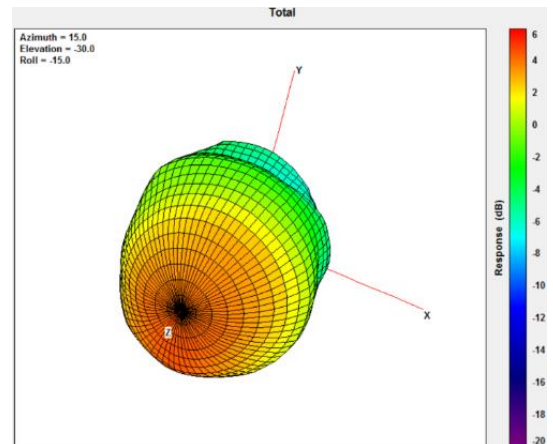 Total
Azimuth = 15.0
Elevation = -30.0
Roll = -15.0
Y
X
Z
6
4
2
0
-2
-4
-6
-8
-10
-12
-14
-16
-18
-20
Response (dB)